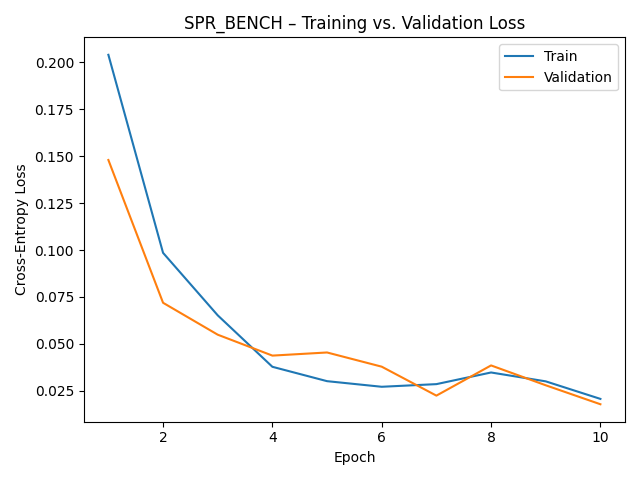 SPR_BENCH – Training vs. Validation Loss
Train
Validation
Cross-Entropy Loss
0.200
0.175
0.150
0.125
0.100
0.075
0.050
0.025
2
4
6
8
10
Epoch